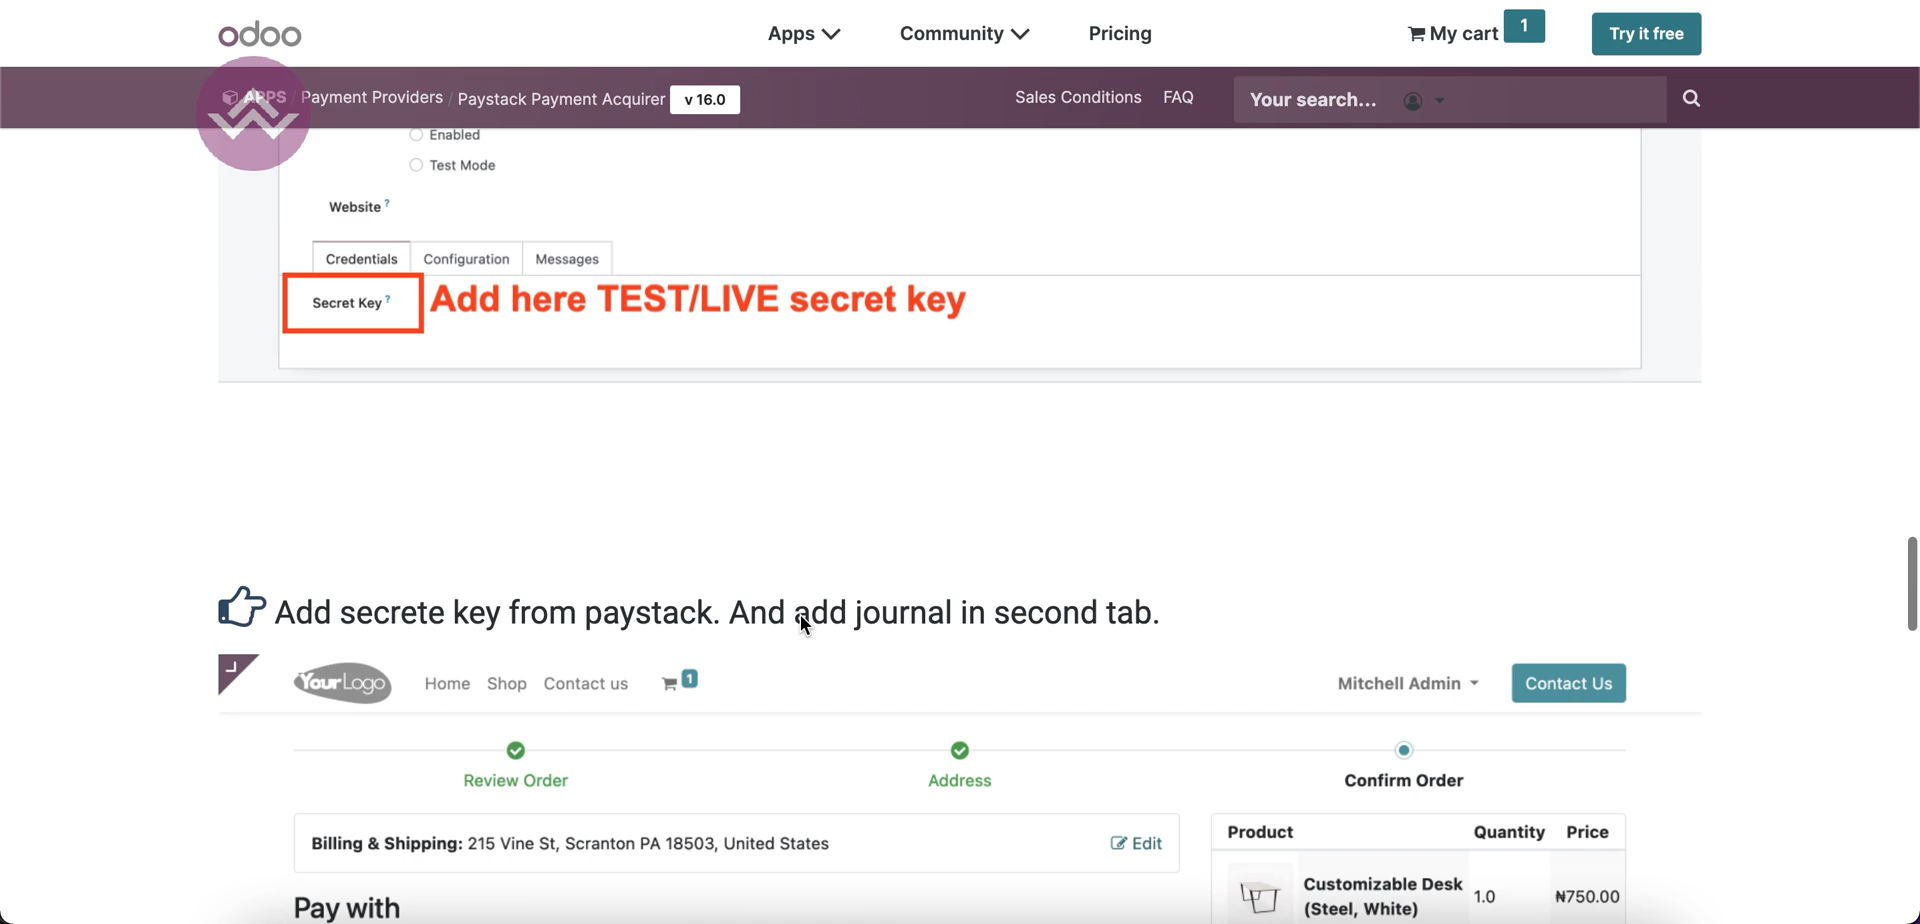 odoo
Apps Community Pricing My cart 1 Try it free
APPS / Payment Providers / Paystack Payment Acquirer v 16.0 Sales Conditions FAQ Your search...
Enabled
Test Mode
Website ?
Credentials Configuration Messages
Secret Key ? Add here TEST/LIVE secret key
Add secrete key from paystack. And add journal in second tab.
YourLogo Home Shop Contact us 1 Mitchell Admin Contact Us
Review Order Address Confirm Order
Billing & Shipping: 215 Vine St, Scranton PA 18503, United States Edit
Product Quantity Price
Customizable Desk (Steel, White) 1.0 ₦750.00
Pay with